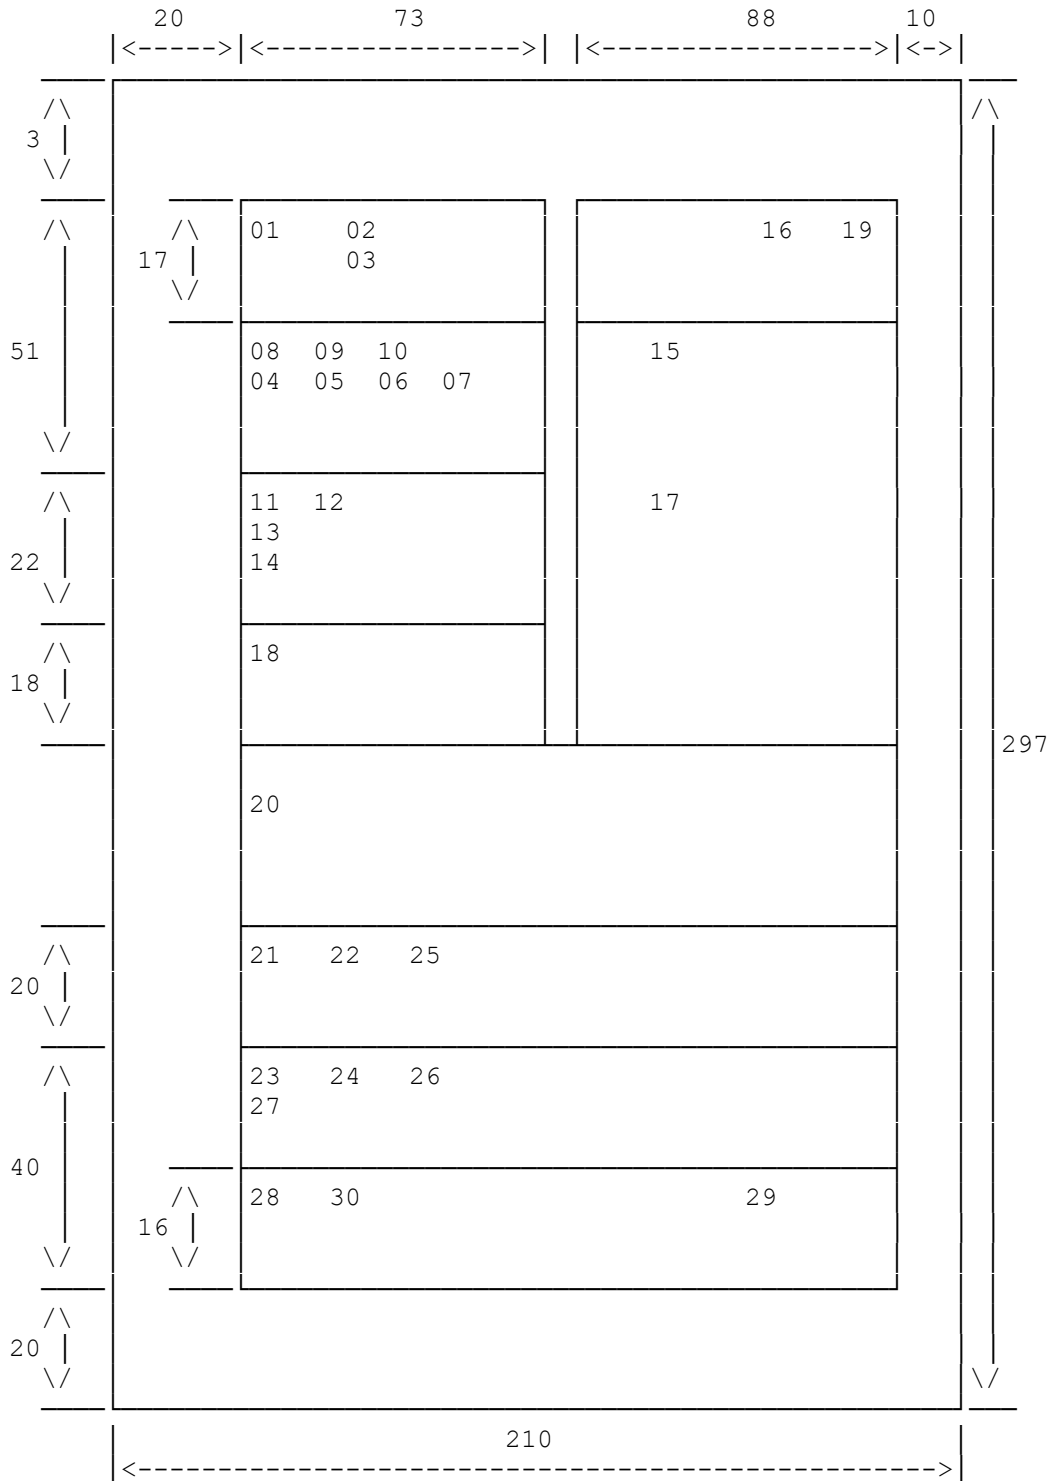 20 73 88 10
|<----->|<----------------->| |<------------------>|<->|
/\ /\
3 |
\/
/\ /\ 01 02 16 19
17 | 03
\/
51 08 09 10 15
04 05 06 07
\/
/\ 11 12 17
13
22 | 14
\/
/\ 18
18 |
\/
297
20
/\ 21 22 25
20 |
\/
/\ 23 24 26
27
40
/\ 28 30 29
16 |
\/ \/
/\
20 |
\/ \/
210
|<--------------------------------------------------->|